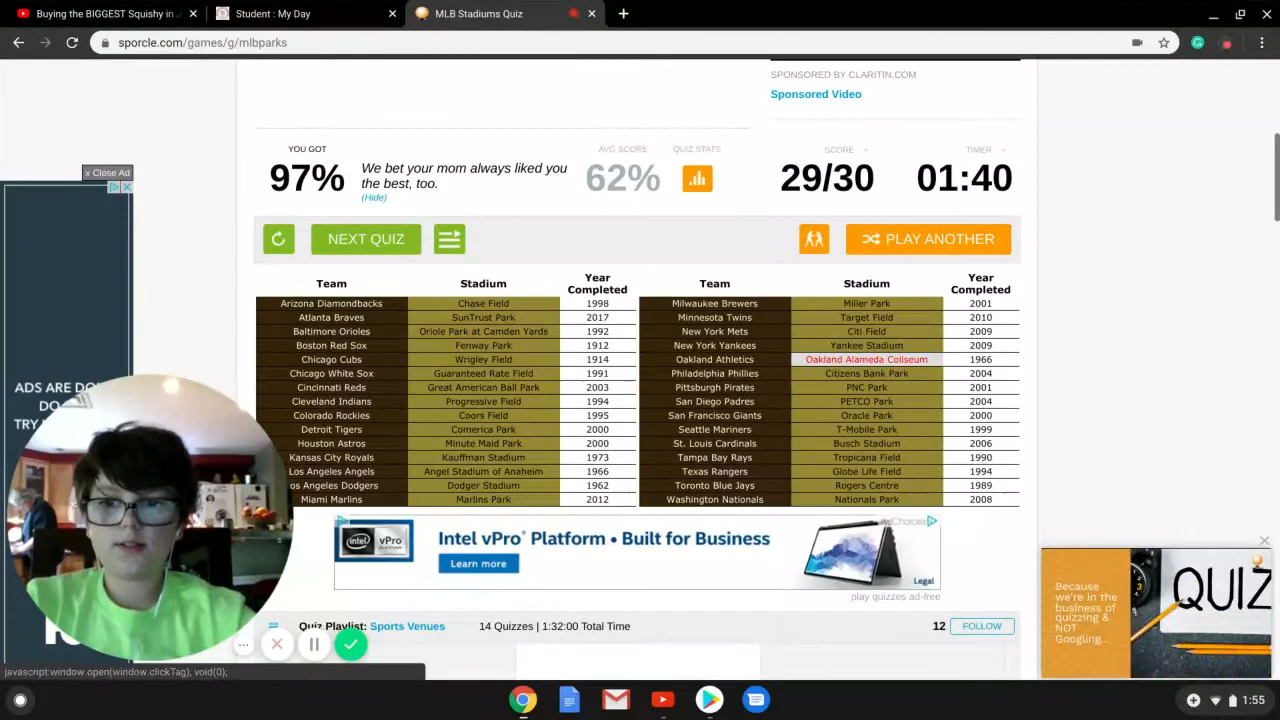 Buying the BIGGEST Squishy in
Student : My Day
MLB Stadiums Quiz
sporcle.com/games/g/mlbparks
SPONSORED BY CLARITIN.COM
Sponsored Video
x Close Ad
YOU GOT
97%
We bet your mom always liked you
the best, too.
(Hide)
AVG SCORE
62%
QUIZ STATS
SCORE
29/30
TIMER
01:40
NEXT QUIZ
PLAY ANOTHER
Team Stadium Year Completed Team Stadium Year Completed
Arizona Diamondbacks Chase Field 1998 Milwaukee Brewers Miller Park 2001
Atlanta Braves SunTrust Park 2017 Minnesota Twins Target Field 2010
Baltimore Orioles Oriole Park at Camden Yards 1992 New York Mets Citi Field 2009
Boston Red Sox Fenway Park 1912 New York Yankees Yankee Stadium 2009
Chicago Cubs Wrigley Field 1914 Oakland Athletics Oakland Alameda Coliseum 1966
Chicago White Sox Guaranteed Rate Field 1991 Philadelphia Phillies Citizens Bank Park 2004
Cincinnati Reds Great American Ball Park 2003 Pittsburgh Pirates PNC Park 2001
Cleveland Indians Progressive Field 1994 San Diego Padres PETCO Park 2004
Colorado Rockies Coors Field 1995 San Francisco Giants Oracle Park 2000
Detroit Tigers Comerica Park 2000 Seattle Mariners T-Mobile Park 1999
Houston Astros Minute Maid Park 2000 St. Louis Cardinals Busch Stadium 2006
Kansas City Royals Kauffman Stadium 1973 Tampa Bay Rays Tropicana Field 1990
Los Angeles Angels Angel Stadium of Anaheim 1966 Texas Rangers Globe Life Field 1994
os Angeles Dodgers Dodger Stadium 1962 Toronto Blue Jays Rogers Centre 1989
Miami Marlins Marlins Park 2012 Washington Nationals Nationals Park 2008
ADS ARE DO
DO
TRY
intel vPro
Intel vPro® Platform • Built for Business
Learn more
AdChoices
Legal
play quizzes ad-free
Because
we're in the
business of
quizzing &
NOT
Googling...
QUIZ
Quiz Playlist: Sports Venues 14 Quizzes | 1:32:00 Total Time 12 FOLLOW
javascript:window.open(window.clickTag); void(0);
1:55